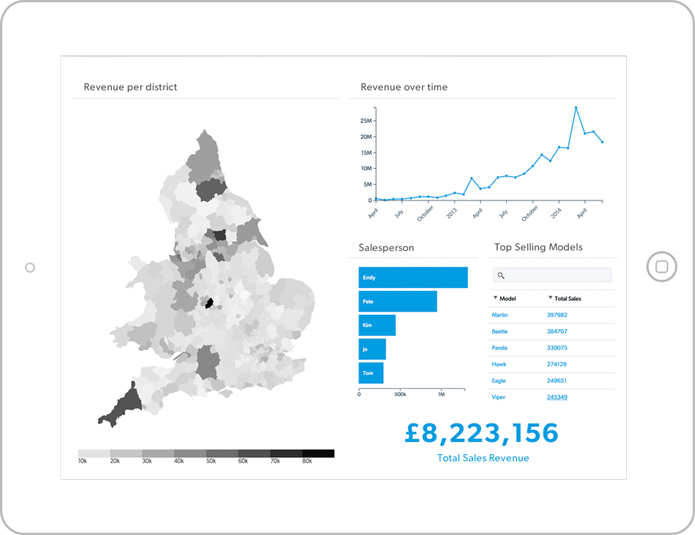 Revenue per district
10k 20k 30k 40k 50k 60k 70k 80k
Revenue over time
25M
20M
15M
10M
5M
0
April July October 2013 April July October 2014 April
Salesperson
Emily
Pete
Kim
Jo
Tom
0 500k 1M
Top Selling Models
Model Total Sales
Marlin 397982
Beetle 384707
Panda 330075
Hawk 274129
Eagle 249651
Viper 245349
£8,223,156
Total Sales Revenue